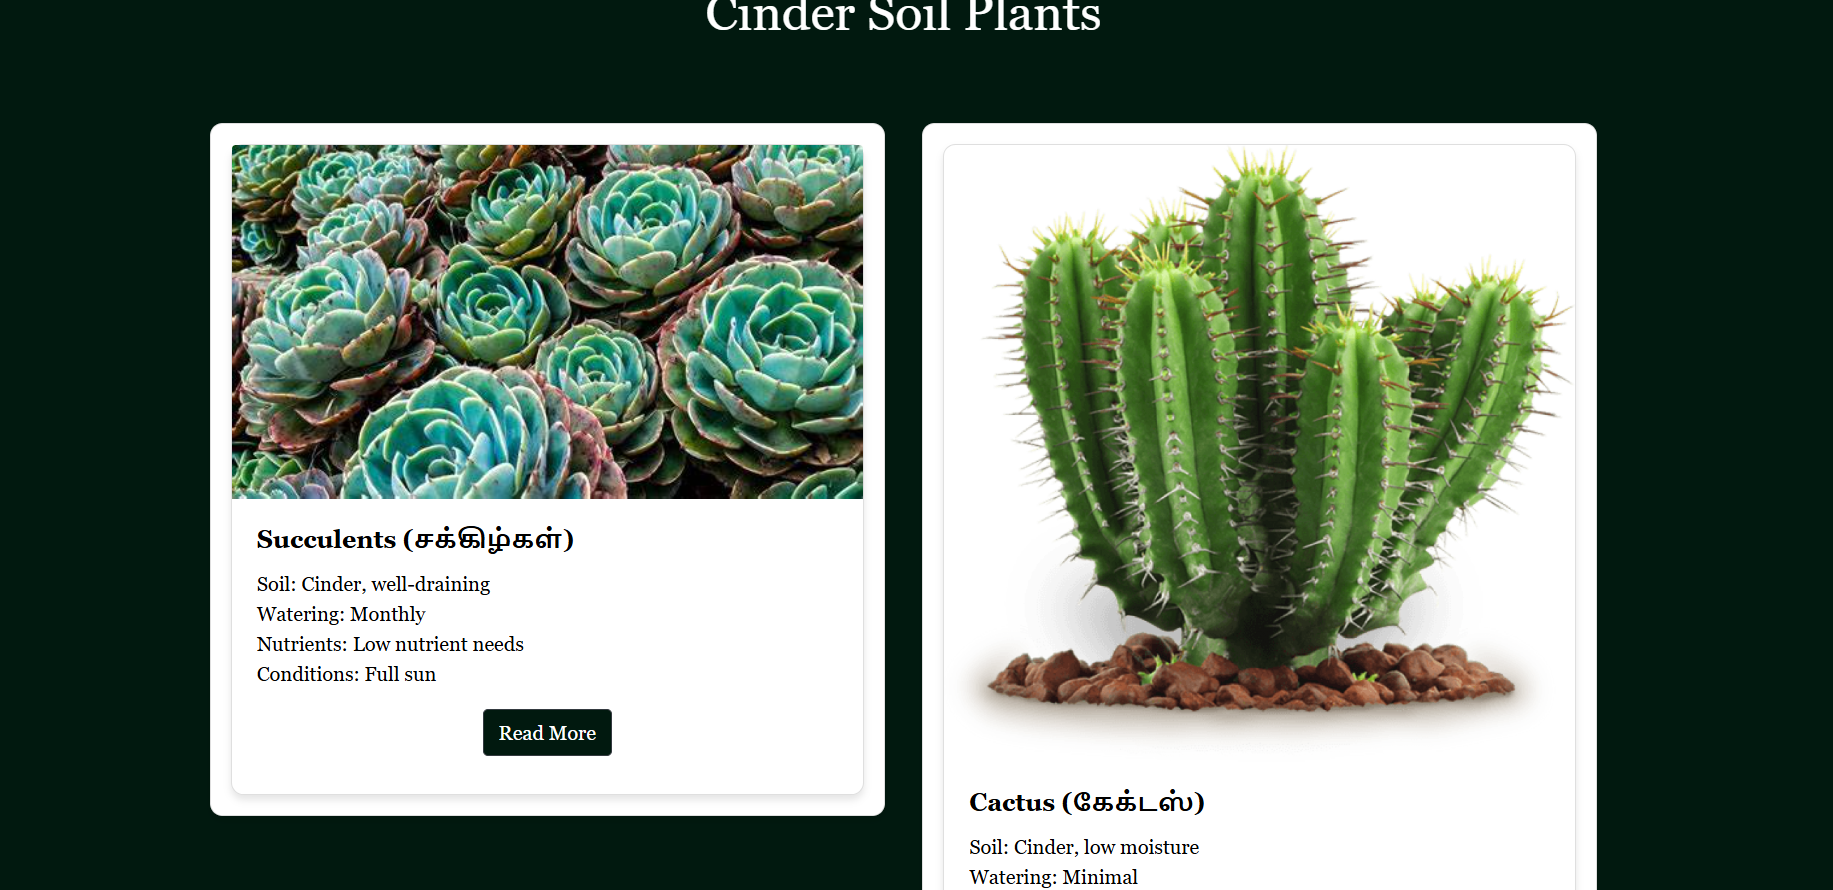 Cinder Soil Plants
Succulents (சக்கிழ்கள்)
Soil: Cinder, well-draining
Watering: Monthly
Nutrients: Low nutrient needs
Conditions: Full sun
Read More
Cactus (கேக்டஸ்)
Soil: Cinder, low moisture
Watering: Minimal